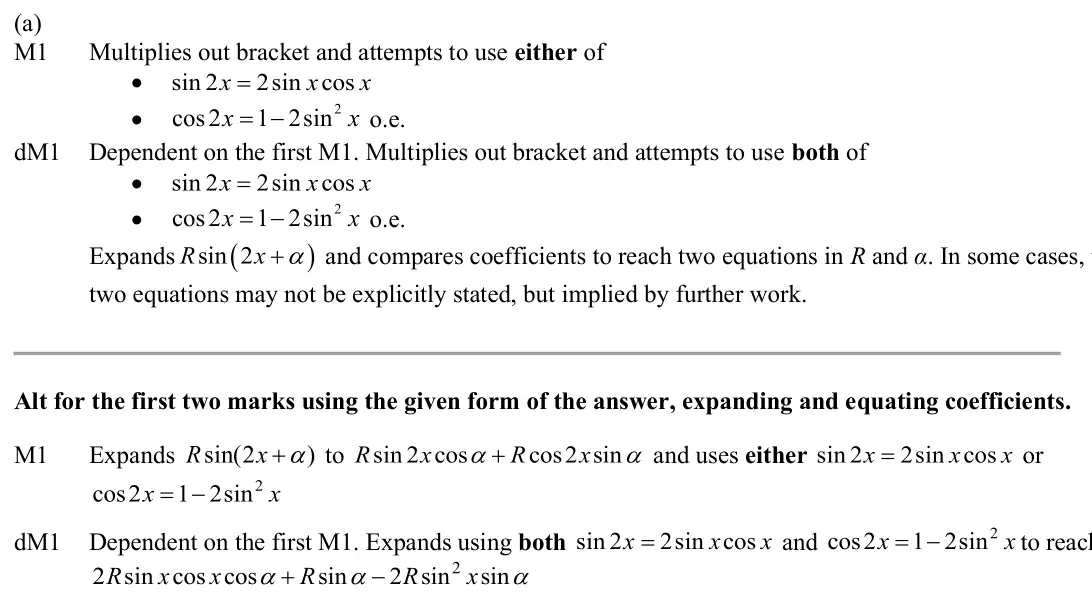 (a)
M1 Multiplies out bracket and attempts to use either of
• sin 2x = 2 sin x cos x
• cos 2x = 1 − 2 sin² x o.e.
dM1 Dependent on the first M1. Multiplies out bracket and attempts to use both of
• sin 2x = 2 sin x cos x
• cos 2x = 1 − 2 sin² x o.e.
Expands R sin (2x + α) and compares coefficients to reach two equations in R and α. In some cases,
two equations may not be explicitly stated, but implied by further work.
Alt for the first two marks using the given form of the answer, expanding and equating coefficients.
M1 Expands R sin(2x + α) to R sin 2x cos α + R cos 2x sin α and uses either sin 2x = 2 sin x cos x or
cos 2x = 1 − 2 sin² x
dM1 Dependent on the first M1. Expands using both sin 2x = 2 sin x cos x and cos 2x = 1 − 2 sin² x to reac
2R sin x cos x cos α + R sin α − 2R sin² x sin α